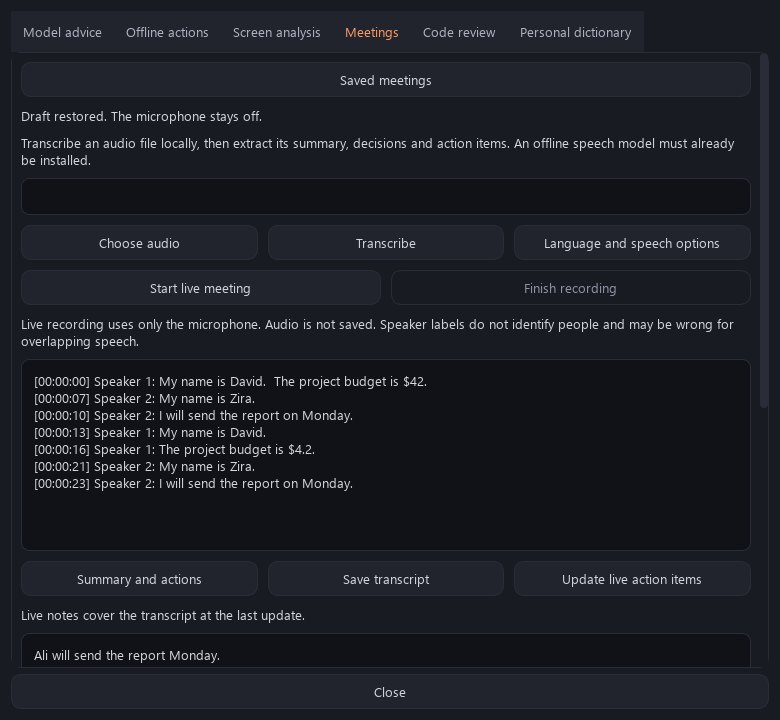 Model advice
Offline actions
Screen analysis
Meetings
Code review
Personal dictionary
Saved meetings
Draft restored. The microphone stays off.
Transcribe an audio file locally, then extract its summary, decisions and action items. An offline speech model must already
be installed.
Choose audio
Transcribe
Language and speech options
Start live meeting
Finish recording
Live recording uses only the microphone. Audio is not saved. Speaker labels do not identify people and may be wrong for
overlapping speech.
[00:00:00] Speaker 1: My name is David.  The project budget is $42.
[00:00:07] Speaker 2: My name is Zira.
[00:00:10] Speaker 2: I will send the report on Monday.
[00:00:13] Speaker 1: My name is David.
[00:00:16] Speaker 1: The project budget is $4.2.
[00:00:21] Speaker 2: My name is Zira.
[00:00:23] Speaker 2: I will send the report on Monday.
Summary and actions
Save transcript
Update live action items
Live notes cover the transcript at the last update.
Ali will send the report Monday.
Close